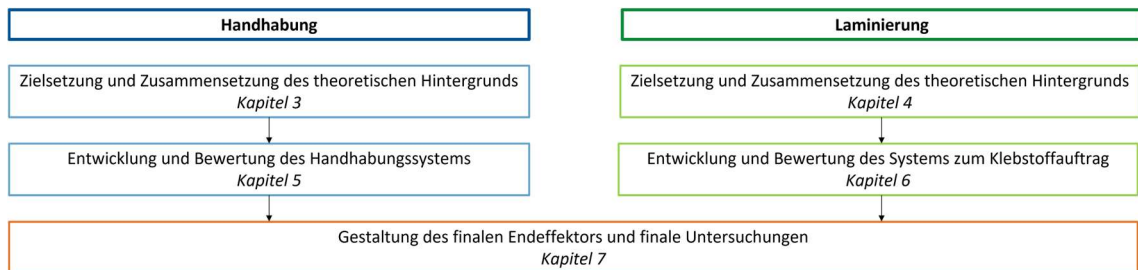 Handhabung
Laminierung
Zielsetzung und Zusammensetzung des theoretischen Hintergrunds
Kapitel 3
Zielsetzung und Zusammensetzung des theoretischen Hintergrunds
Kapitel 4
Entwicklung und Bewertung des Handhabungssystems
Kapitel 5
Entwicklung und Bewertung des Systems zum Klebstoffauftrag
Kapitel 6
Gestaltung des finalen Endeffektors und finale Untersuchungen
Kapitel 7